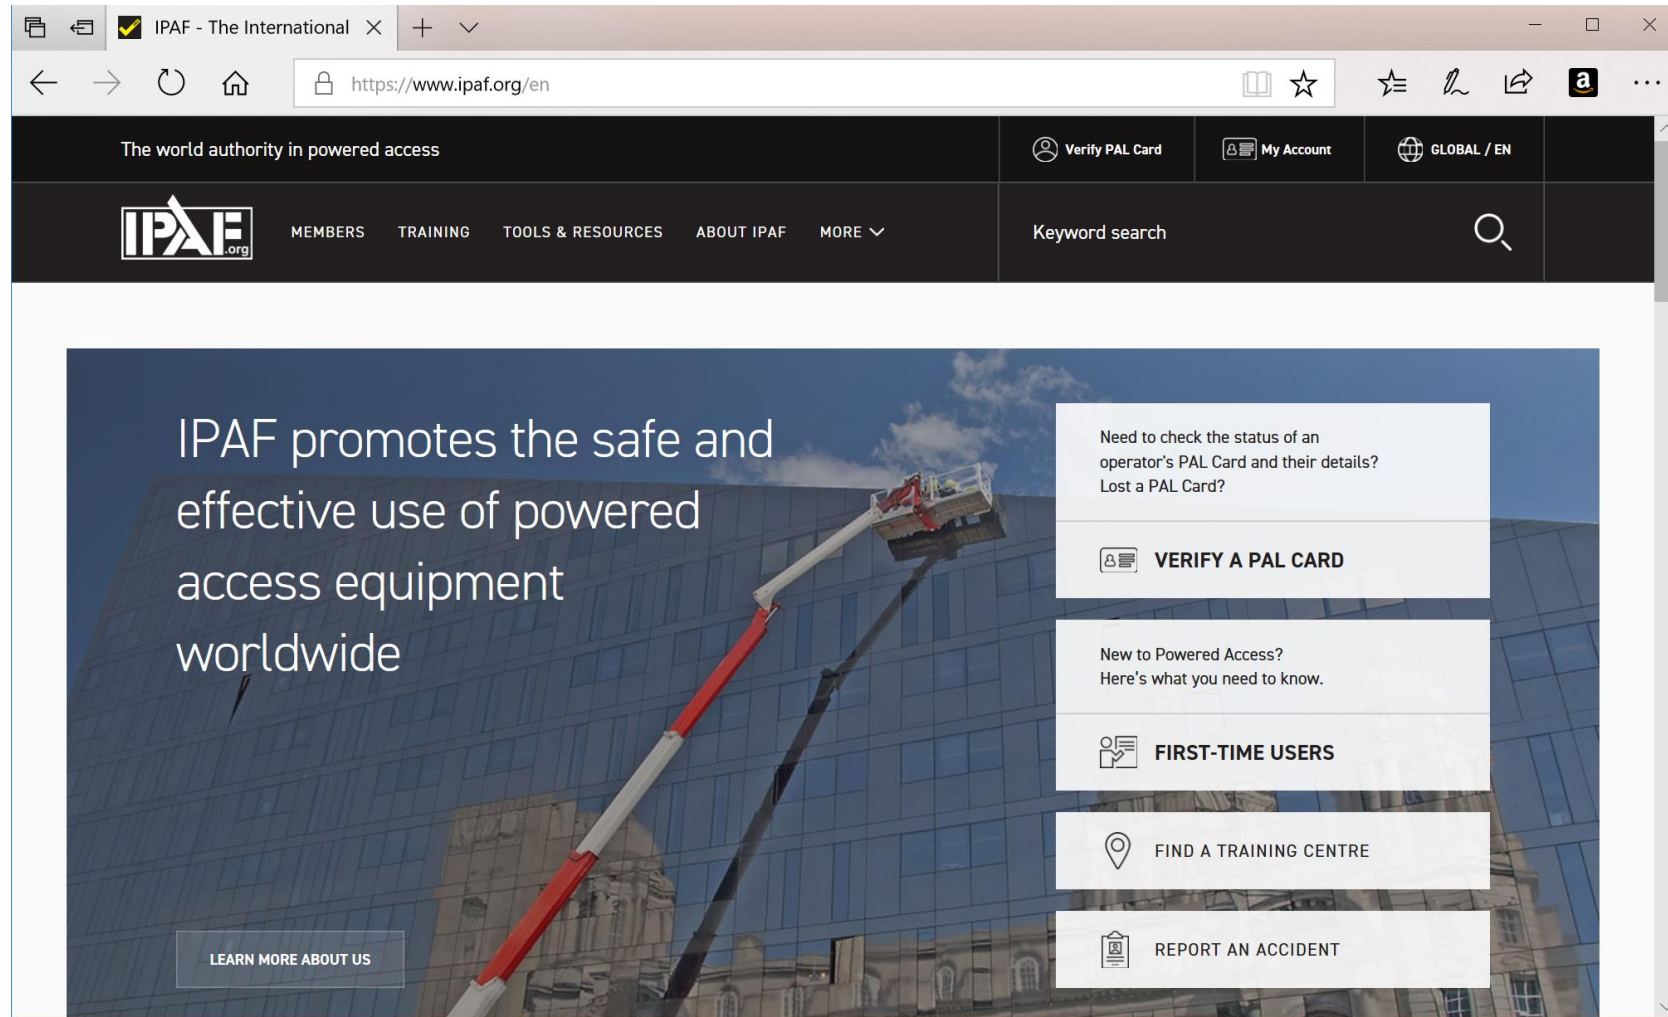 IPAF - The International
https://www.ipaf.org/en
a
The world authority in powered access
Verify PAL Card
My Account
GLOBAL / EN
IPAF
.org
MEMBERS
TRAINING
TOOLS & RESOURCES
ABOUT IPAF
MORE
Keyword search
IPAF promotes the safe and
effective use of powered
access equipment
worldwide
LEARN MORE ABOUT US
Need to check the status of an
operator's PAL Card and their details?
Lost a PAL Card?
VERIFY A PAL CARD
New to Powered Access?
Here's what you need to know.
FIRST-TIME USERS
FIND A TRAINING CENTRE
REPORT AN ACCIDENT